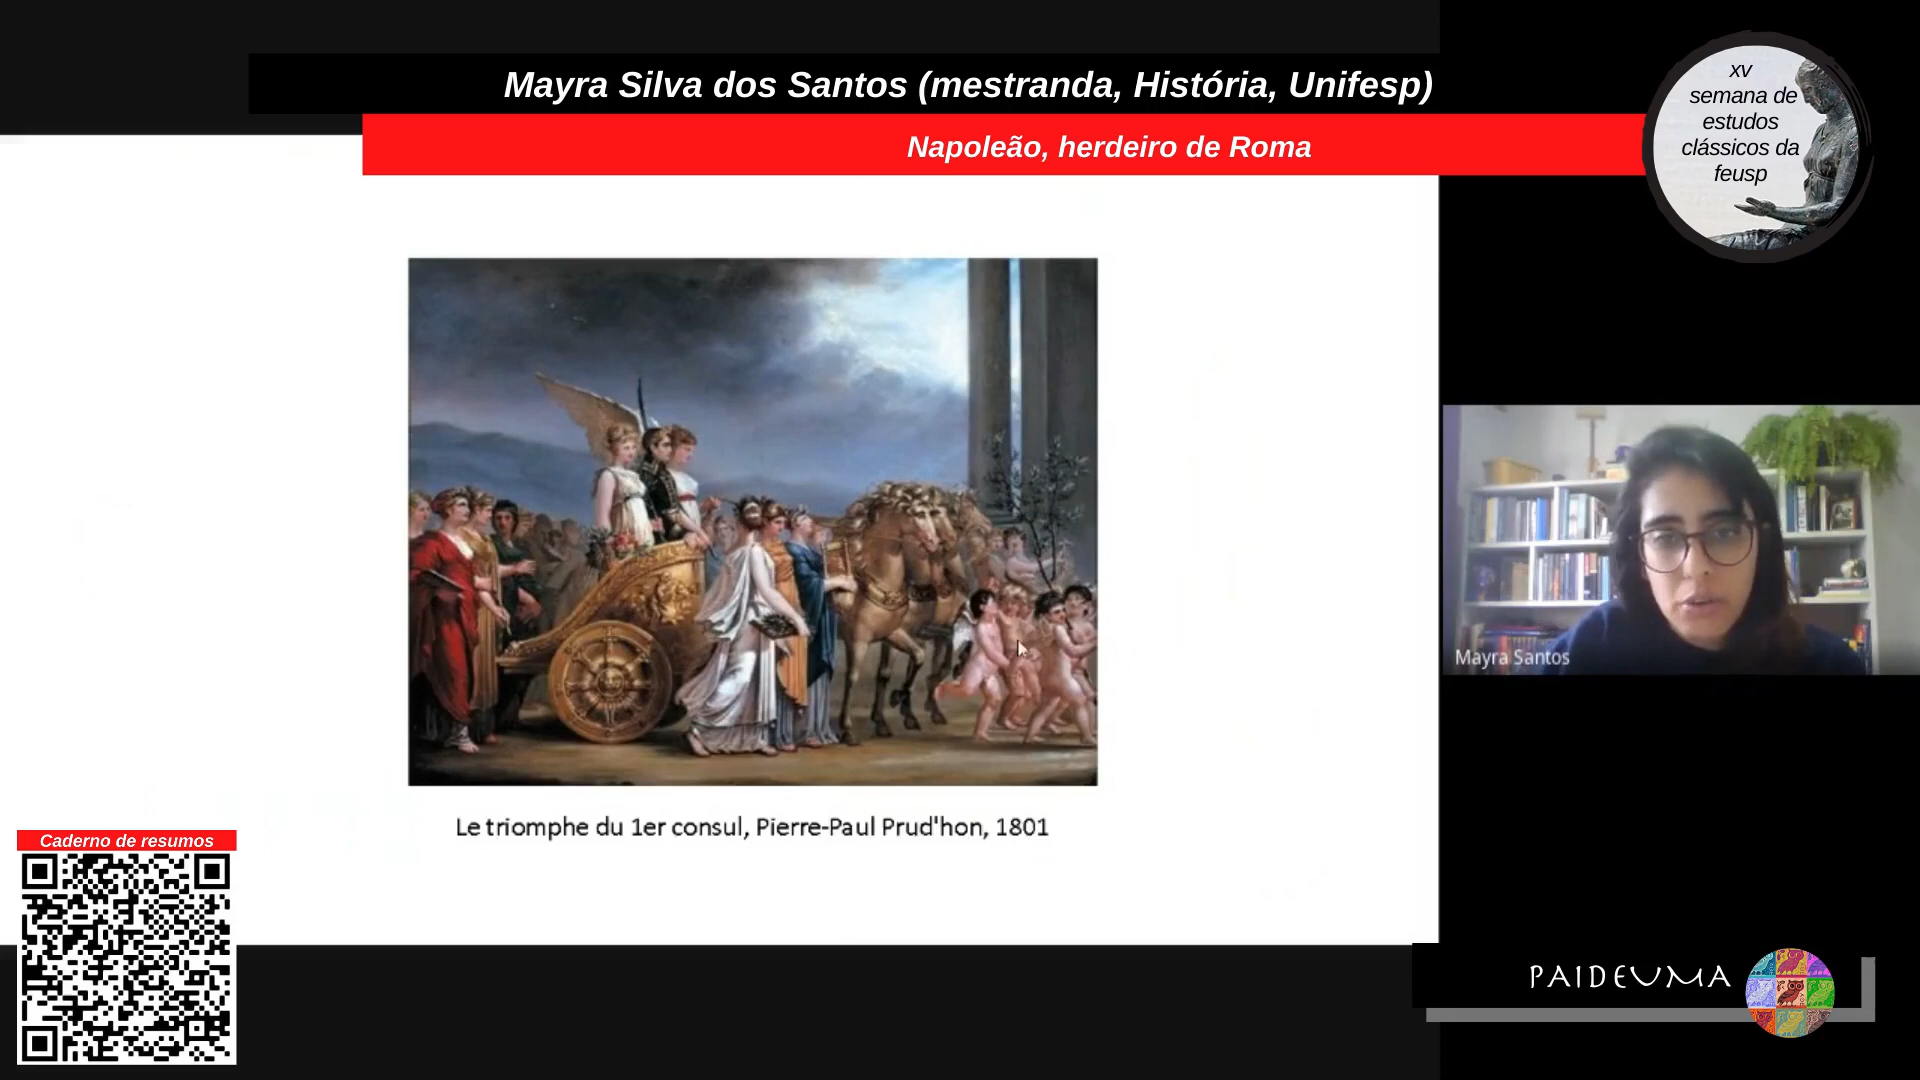 Mayra Silva dos Santos (mestranda, História, Unifesp)
Napoleão, herdeiro de Roma
xv
semana de
estudos
clássicos da
feusp
Le triomphe du 1er consul, Pierre-Paul Prud'hon, 1801
Mayra Santos
Caderno de resumos
PAIDEUMA